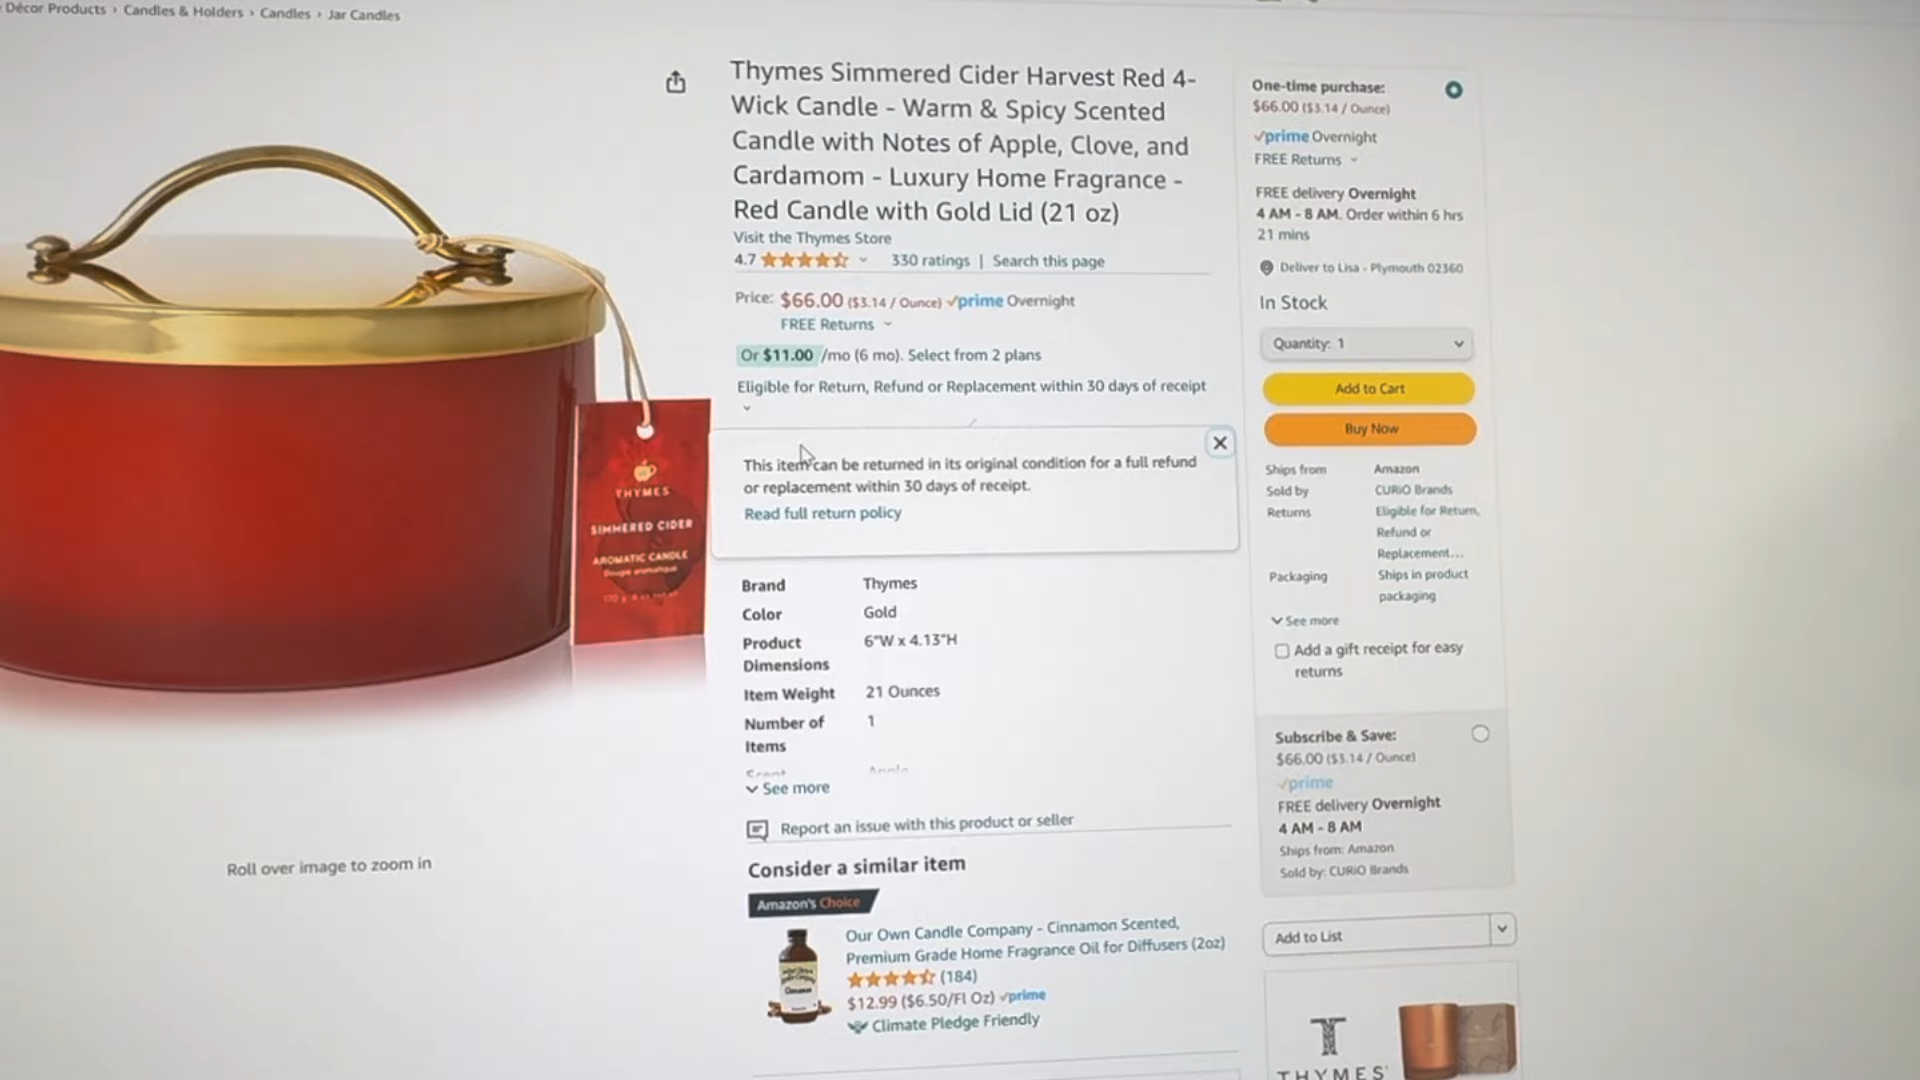 Décor Products › Candles & Holders › Candles › Jar Candles
Thymes Simmered Cider Harvest Red 4-
Wick Candle - Warm & Spicy Scented
Candle with Notes of Apple, Clove, and
Cardamom - Luxury Home Fragrance -
Red Candle with Gold Lid (21 oz)
Visit the Thymes Store
4.7 330 ratings | Search this page
Price: $66.00 ($3.14 / Ounce) prime Overnight
FREE Returns
Or $11.00 /mo (6 mo). Select from 2 plans
Eligible for Return, Refund or Replacement within 30 days of receipt
This item can be returned in its original condition for a full refund
or replacement within 30 days of receipt.
Read full return policy
THYMES
SIMMERED CIDER
AROMATIC CANDLE
Bougie aromatique
Brand Thymes
Color Gold
Product 6"W x 4.13"H
Dimensions
Item Weight 21 Ounces
Number of 1
Items
Scent Apple
See more
Report an issue with this product or seller
Consider a similar item
Amazon's Choice
Our Own Candle Company - Cinnamon Scented,
Premium Grade Home Fragrance Oil for Diffusers (2oz)
(184)
$12.99 ($6.50/Fl Oz) prime
Climate Pledge Friendly
Roll over image to zoom in
One-time purchase:
$66.00 ($3.14 / Ounce)
prime Overnight
FREE Returns
FREE delivery Overnight
4 AM - 8 AM. Order within 6 hrs
21 mins
Deliver to Lisa - Plymouth 02360
In Stock
Quantity: 1
Add to Cart
Buy Now
Ships from Amazon
Sold by CURiO Brands
Returns Eligible for Return,
Refund or
Replacement...
Packaging Ships in product
packaging
See more
Add a gift receipt for easy
returns
Subscribe & Save:
$66.00 ($3.14 / Ounce)
prime
FREE delivery Overnight
4 AM - 8 AM
Ships from: Amazon
Sold by: CURiO Brands
Add to List
THYMES